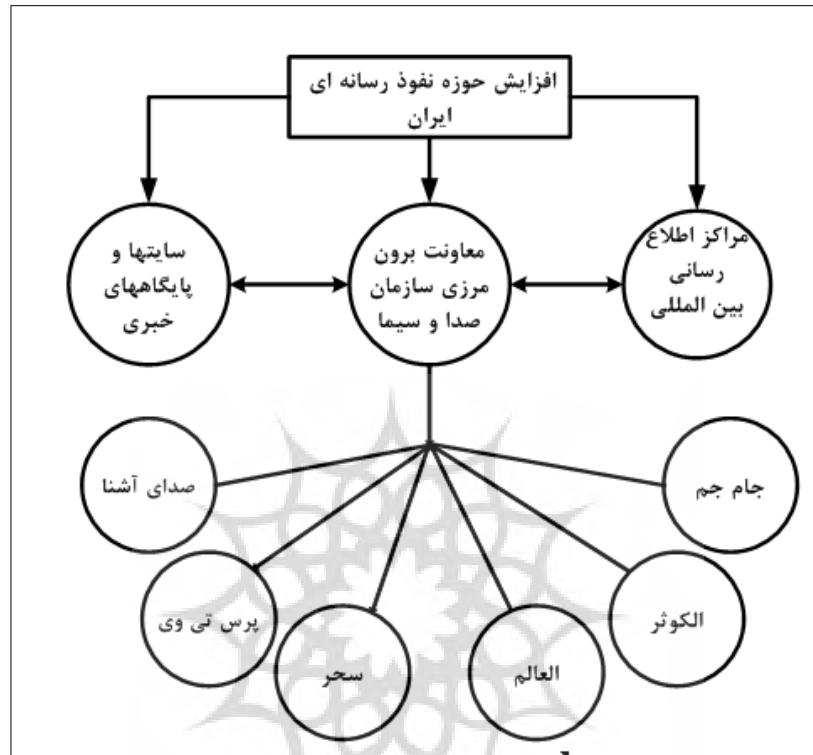 افزایش حوزه نفوذ رسانه ای
ایران
مراکز اطلاع
رسانی
بین المللی
معاونت برون
مرزی سازمان
صدا و سیما
سایتها و
پایگاههای
خبری
جام جم
صدای آشنا
الکوثر
پرس تی وی
العالم
سحر